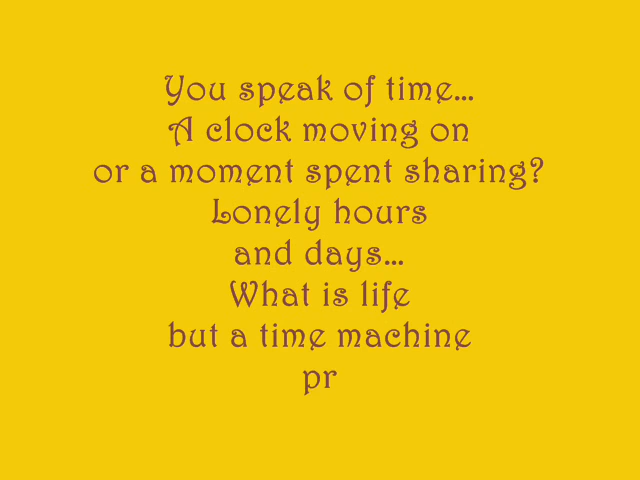 You speak of time...
A clock moving on
or a moment spent sharing?
Lonely hours
and days...
What is life
but a time machine
pr